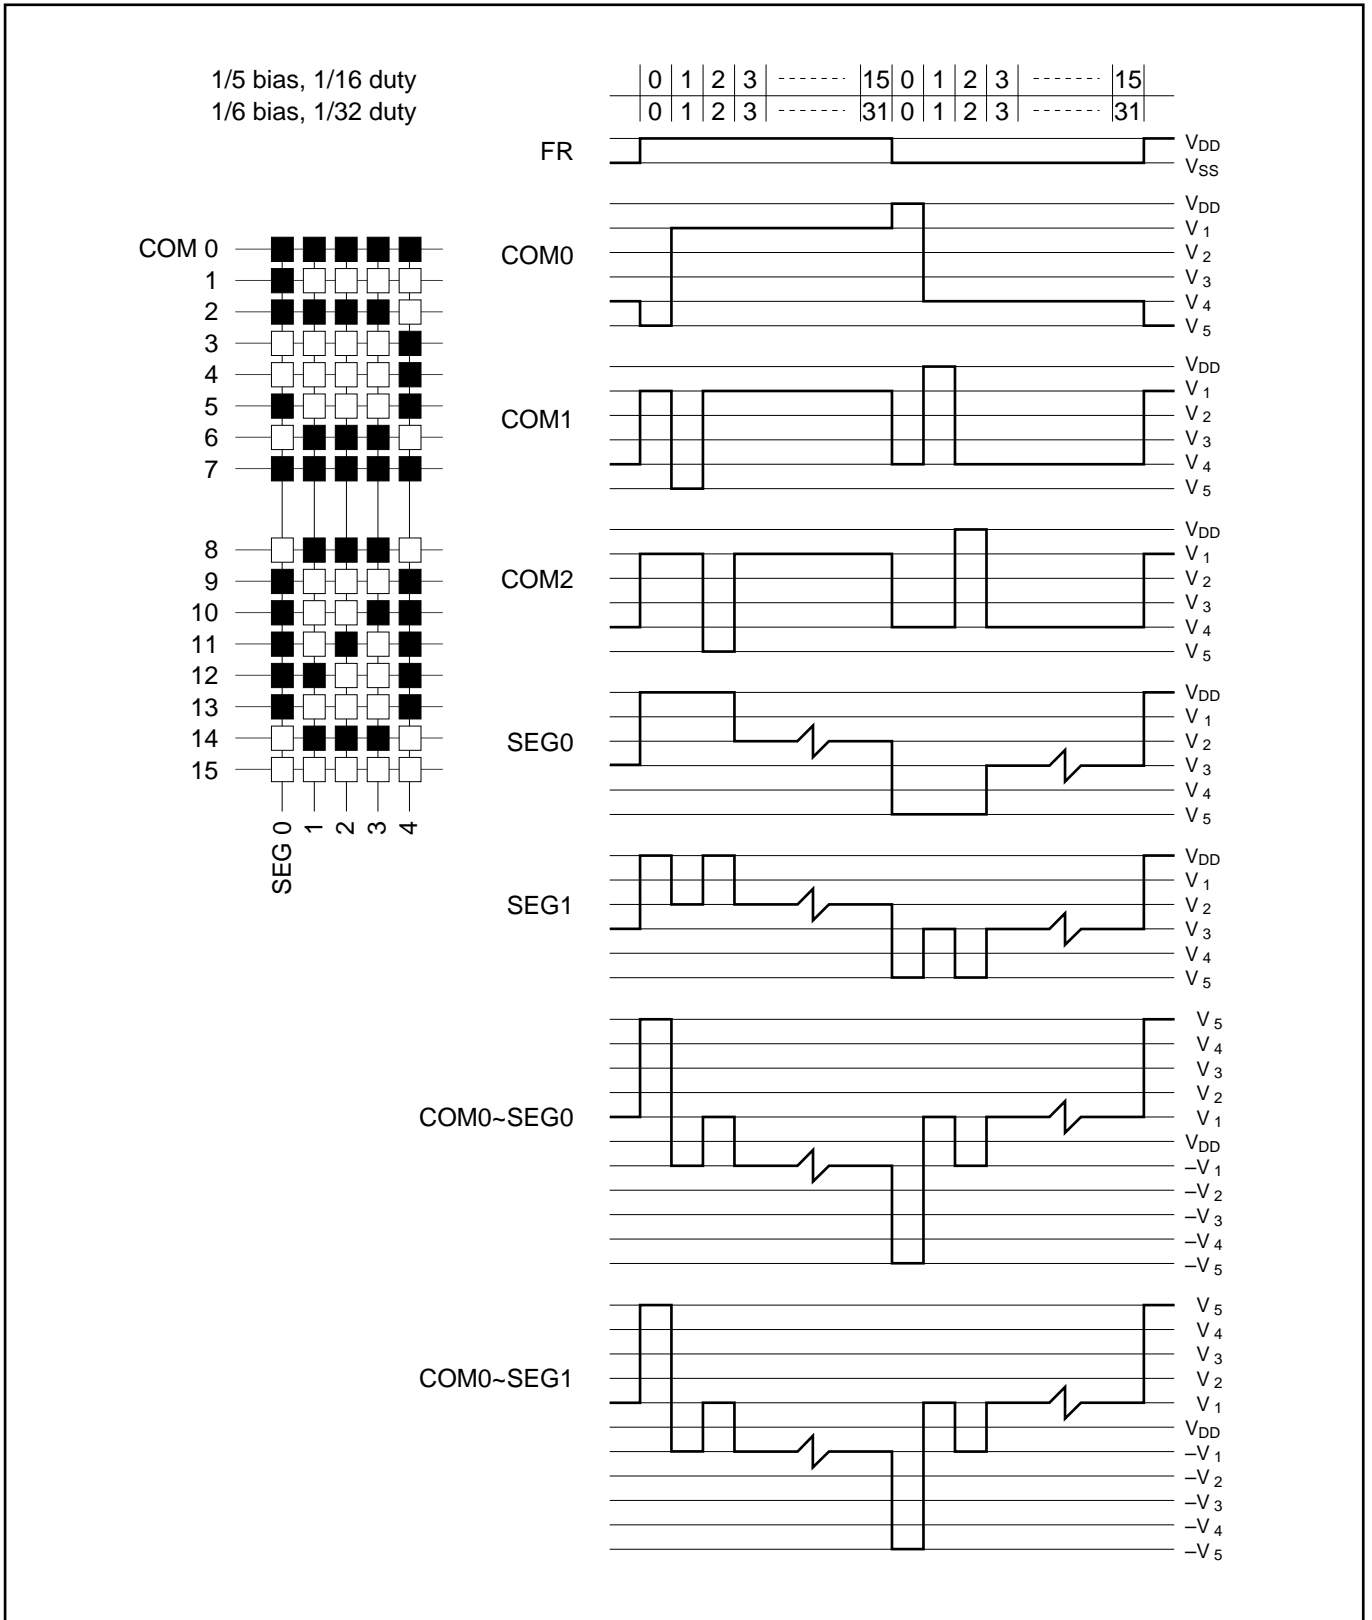 1/5 bias, 1/16 duty
0 1 2 3 15 0 1 2 3 15
1/6 bias, 1/32 duty
0 1 2 3 31 0 1 2 3 31
FR
VDD
VSS
COM0
VDD
V1
V2
V3
V4
V5
COM 0
1
2
3
4
5
6
7
8
9
10
11
12
13
14
15
SEG 0
1
2
3
4
COM1
VDD
V1
V2
V3
V4
V5
COM2
VDD
V1
V2
V3
V4
V5
SEG0
VDD
V1
V2
V3
V4
V5
SEG1
VDD
V1
V2
V3
V4
V5
COM0~SEG0
V5
V4
V3
V2
V1
VDD
–V1
–V2
–V3
–V4
–V5
COM0~SEG1
V5
V4
V3
V2
V1
VDD
–V1
–V2
–V3
–V4
–V5